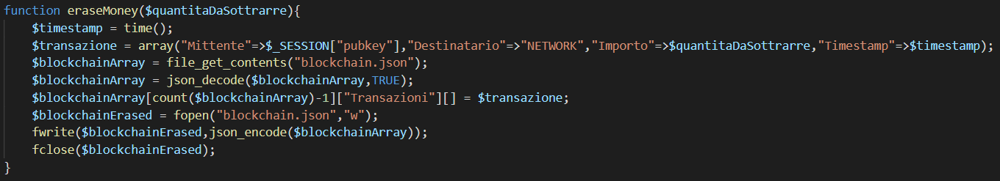 function eraseMoney($quantitaDaSottrarre){
    $timestamp = time();
    $transazione = array("Mittente"=>$_SESSION["pubkey"],"Destinatario"=>"NETWORK","Importo"=>$quantitaDaSottrarre,"Timestamp"=>$timestamp);
    $blockchainArray = file_get_contents("blockchain.json");
    $blockchainArray = json_decode($blockchainArray,TRUE);
    $blockchainArray[count($blockchainArray)-1]["Transazioni"][] = $transazione;
    $blockchainErased = fopen("blockchain.json","w");
    fwrite($blockchainErased,json_encode($blockchainArray));
    fclose($blockchainErased);
}